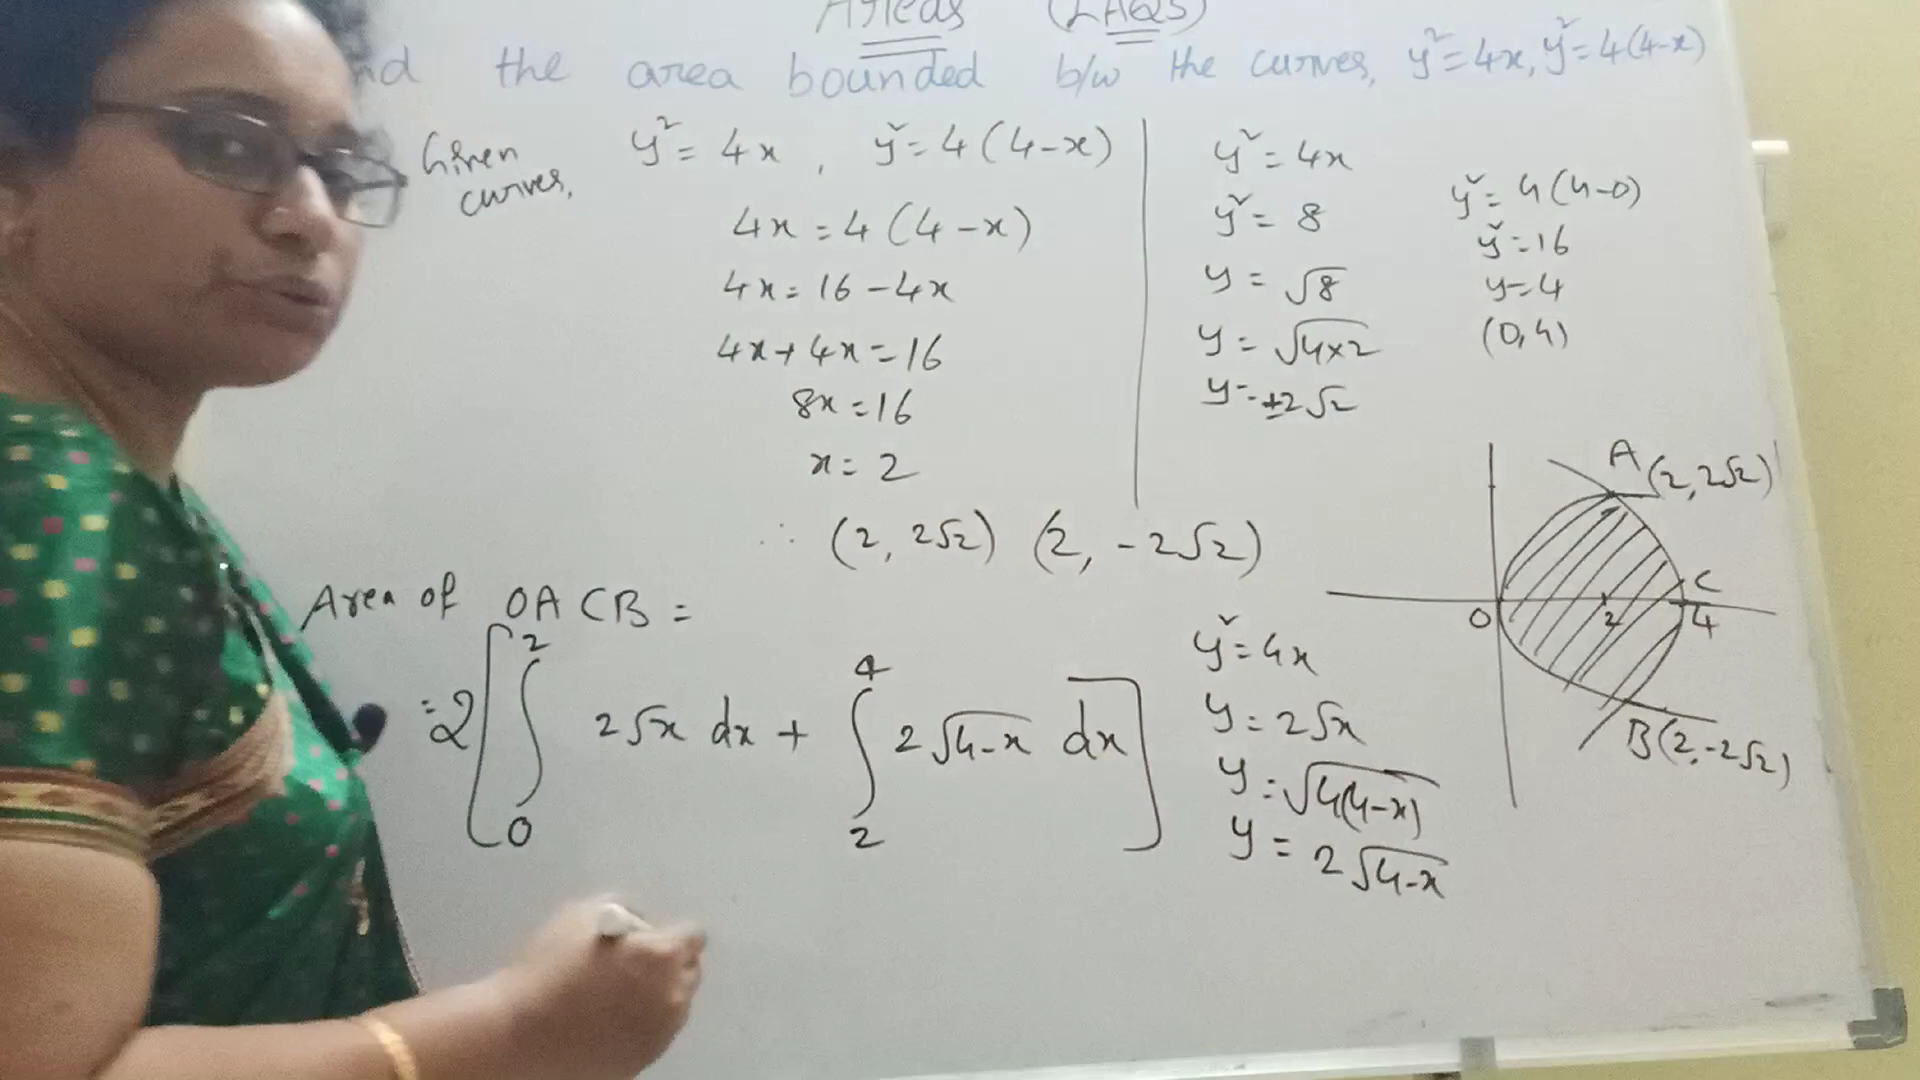 Areas (LAQS)
nd the area bounded b/w the curves, y² = 4x, y² = 4(4-x)
Given curves,
y² = 4x , y² = 4(4-x)
4x = 4(4-x)
4x = 16 - 4x
4x + 4x = 16
8x = 16
x = 2
∴ (2, 2√2) (2, -2√2)
y² = 4x
y² = 8
y = √8
y = √4×2
y = ±2√2
y² = 4(4-0)
y² = 16
y = 4
(0,4)
A (2, 2√2)
C
O 2 4
B(2, -2√2)
Area of OACB =
= 2[∫₀² 2√x dx + ∫₂⁴ 2√4-x dx]
y² = 4x
y = 2√x
y = √4(4-x)
y = 2√4-x